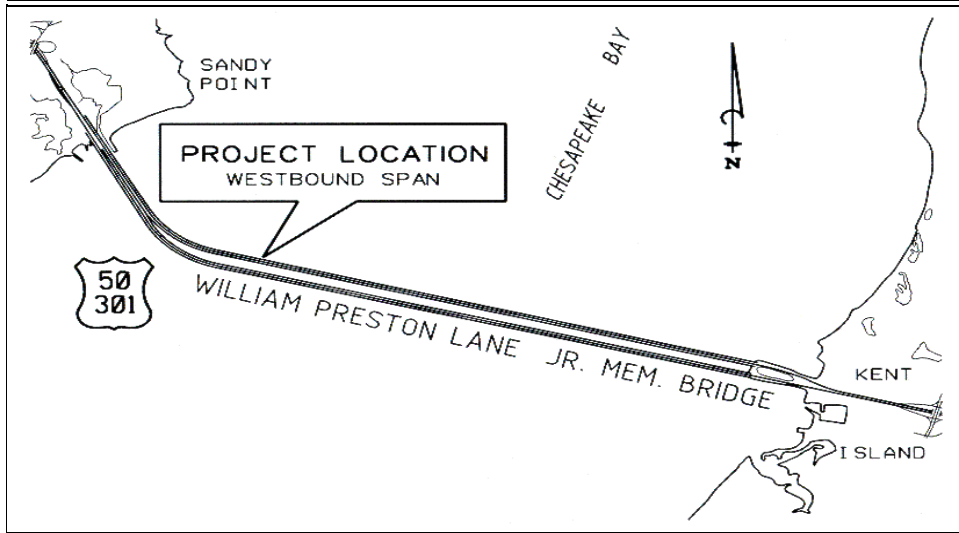 SANDY
POINT
CHESAPEAKE BAY
PROJECT LOCATION
WESTBOUND SPAN
N
50
301
WILLIAM PRESTON LANE JR. MEM. BRIDGE
KENT
ISLAND